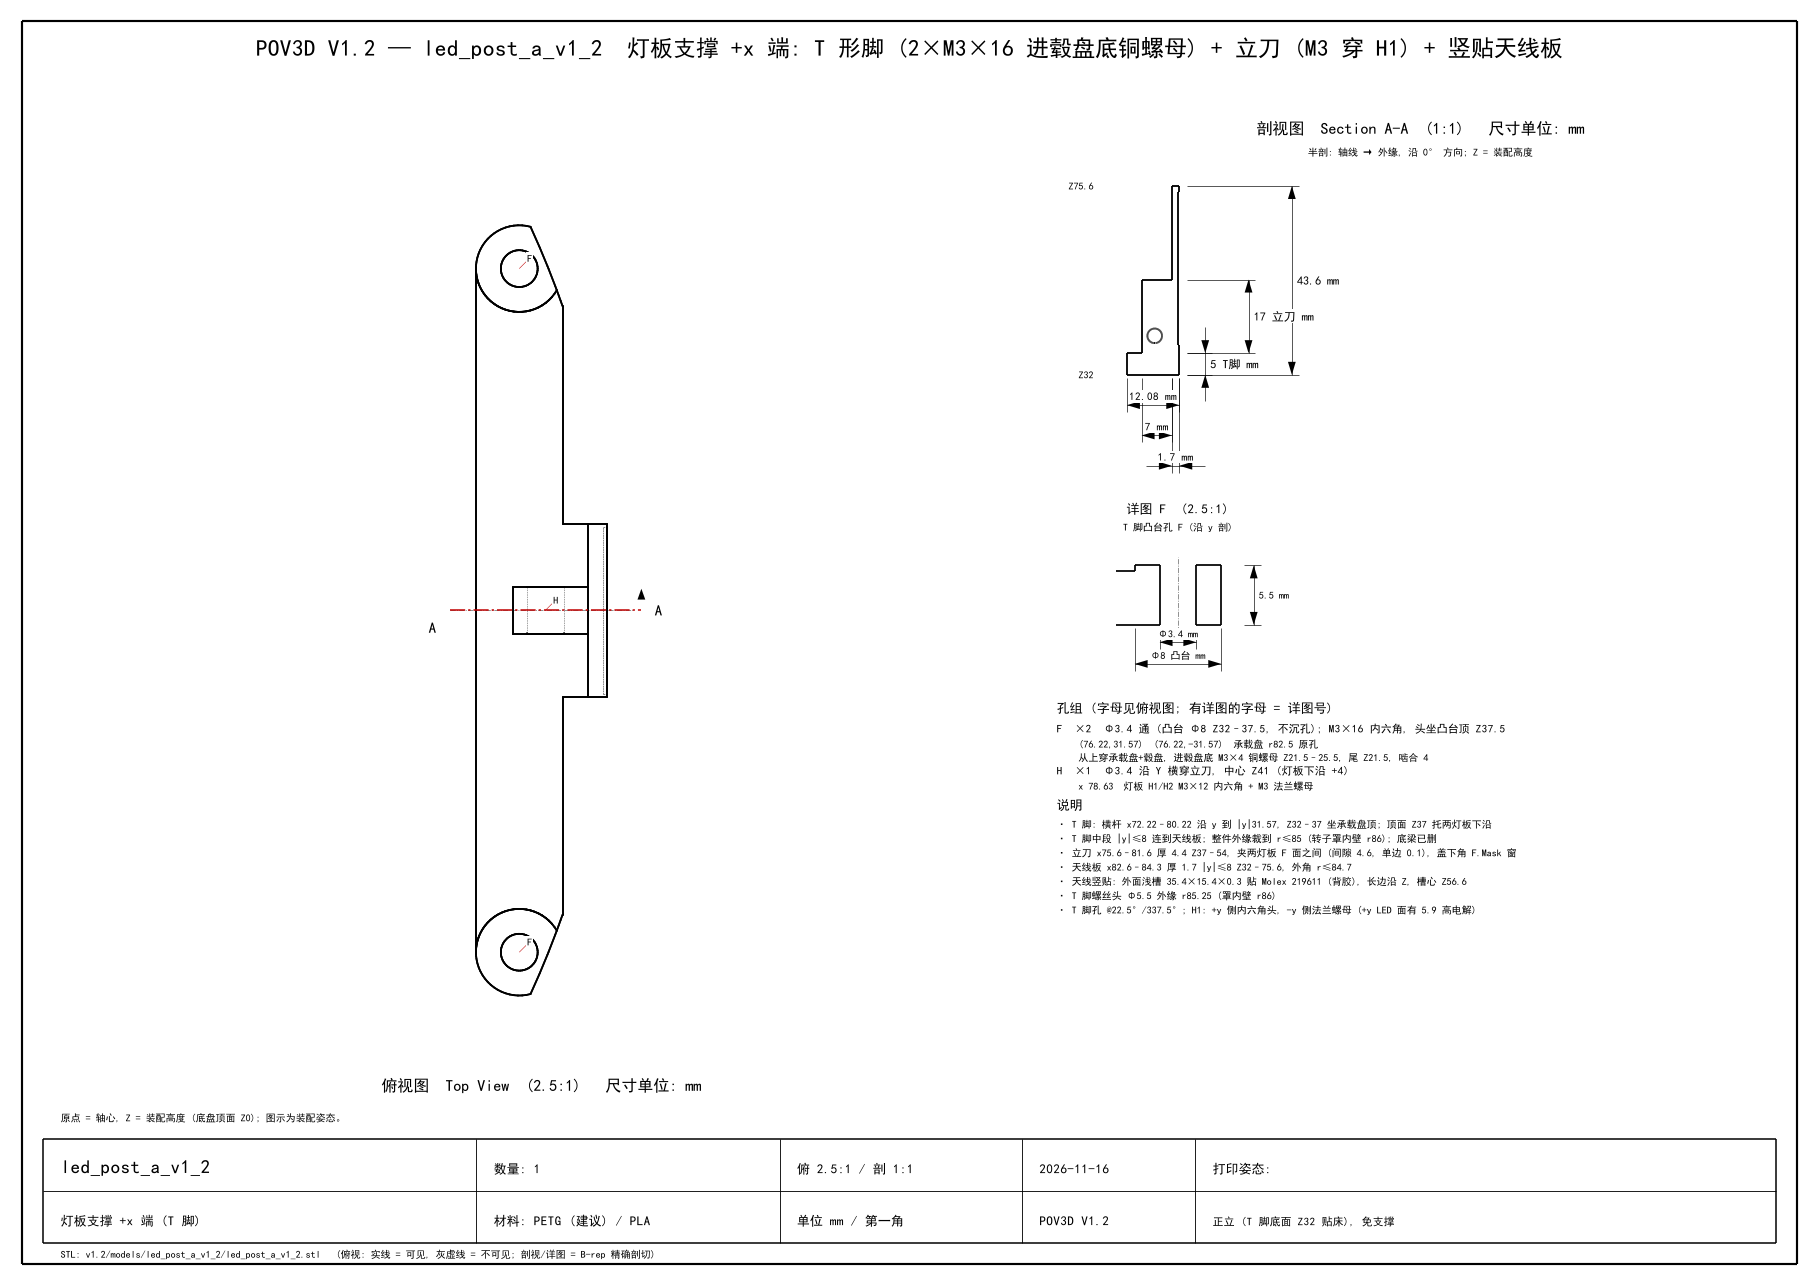 POV3D V1.2 — led_post_a_v1_2  灯板支撑 +x 端: T 形脚 (2×M3×16 进毂盘底铜螺母) + 立刀 (M3 穿 H1) + 竖贴天线板
剖视图  Section A-A  (1:1)   尺寸单位: mm
半剖: 轴线 → 外缘, 沿 0° 方向; Z = 装配高度
Z75.6
43.6 mm
17 立刀 mm
5 T脚 mm
Z32
12.08 mm
7 mm
1.7 mm
F
H
A
A
F
详图 F  (2.5:1)
T 脚凸台孔 F (沿 y 剖)
5.5 mm
Φ3.4 mm
Φ8 凸台 mm
孔组 (字母见俯视图; 有详图的字母 = 详图号)
F  ×2  Φ3.4 通 (凸台 Φ8 Z32-37.5, 不沉孔); M3×16 内六角, 头坐凸台顶 Z37.5
(76.22,31.57)  (76.22,-31.57)  承载盘 r82.5 原孔
从上穿承载盘+毂盘, 进毂盘底 M3×4 铜螺母 Z21.5-25.5, 尾 Z21.5, 啮合 4
H  ×1  Φ3.4 沿 Y 横穿立刀, 中心 Z41 (灯板下沿 +4)
x 78.63  灯板 H1/H2 M3×12 内六角 + M3 法兰螺母
说明
· T 脚: 横杆 x72.22-80.22 沿 y 到 |y|31.57, Z32-37 坐承载盘顶; 顶面 Z37 托两灯板下沿
· T 脚中段 |y|≤8 连到天线板; 整件外缘裁到 r≤85 (转子罩内壁 r86); 底梁已删
· 立刀 x75.6-81.6 厚 4.4 Z37-54, 夹两灯板 F 面之间 (间隙 4.6, 单边 0.1), 盖下角 F.Mask 窗
· 天线板 x82.6-84.3 厚 1.7 |y|≤8 Z32-75.6, 外角 r≤84.7
· 天线竖贴: 外面浅槽 35.4×15.4×0.3 贴 Molex 219611 (背胶), 长边沿 Z, 槽心 Z56.6
· T 脚螺丝头 Φ5.5 外缘 r85.25 (罩内壁 r86)
· T 脚孔 @22.5°/337.5°; H1: +y 侧内六角头, -y 侧法兰螺母 (+y LED 面有 5.9 高电解)
俯视图  Top View  (2.5:1)   尺寸单位: mm
原点 = 轴心, Z = 装配高度 (底盘顶面 Z0); 图示为装配姿态。
led_post_a_v1_2  数量: 1  俯 2.5:1 / 剖 1:1  2026-11-16  打印姿态:
灯板支撑 +x 端 (T 脚)  材料: PETG (建议) / PLA  单位 mm / 第一角  POV3D V1.2  正立 (T 脚底面 Z32 贴床), 免支撑
STL: v1.2/models/led_post_a_v1_2/led_post_a_v1_2.stl   (俯视: 实线 = 可见, 灰虚线 = 不可见; 剖视/详图 = B-rep 精确剖切)